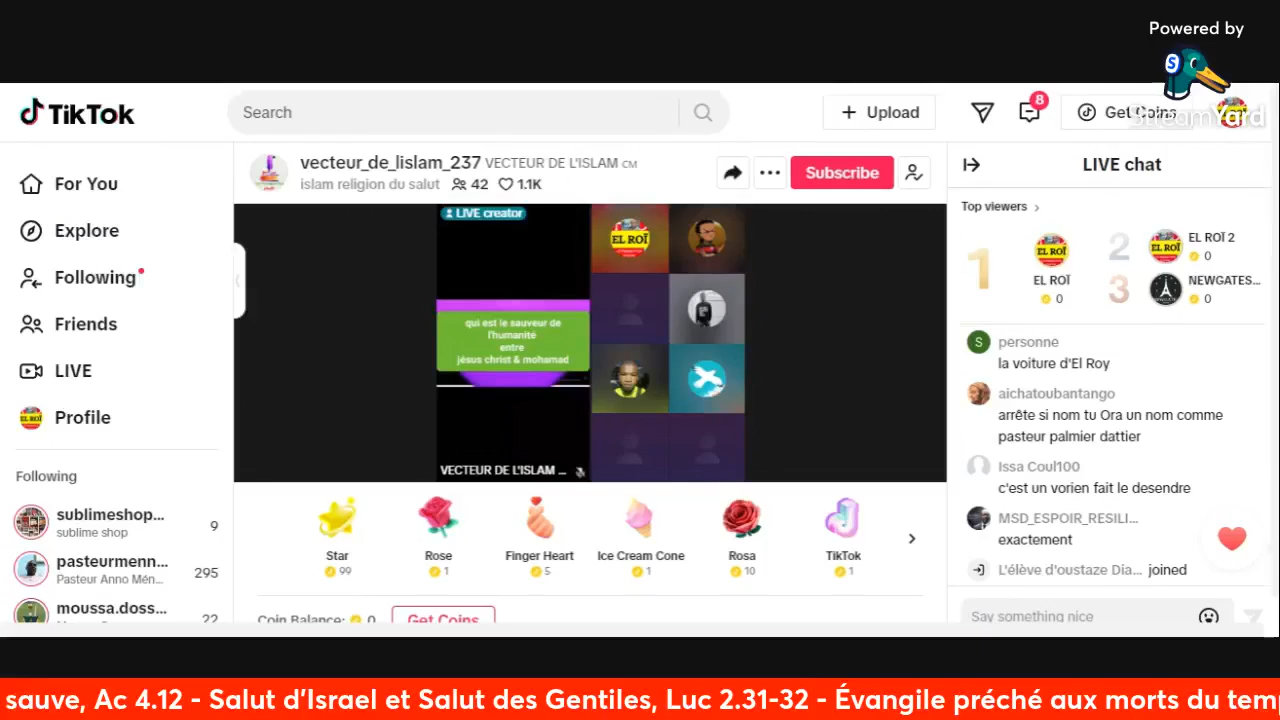 Powered by
StreamYard
TikTok
Search
Upload
8
Get Coins
For You
Explore
Following
Friends
LIVE
Profile
Following
sublimeshop...
sublime shop
9
pasteurmenn...
Pasteur Anno Mén...
295
moussa.doss...
22
vecteur_de_lislam_237 VECTEUR DE L'ISLAM CM
islam religion du salut 42 1.1K
Subscribe
LIVE creator
qui est le sauveur de
l'humanité
entre
jésus christ & mohamad
VECTEUR DE L'ISLAM ...
EL ROÏ
Star
99
Rose
1
Finger Heart
5
Ice Cream Cone
1
Rosa
10
TikTok
1
Coin Balance: 0
Get Coins
LIVE chat
Top viewers
1
EL ROÏ
0
2
EL ROÏ 2
0
3
NEWGATES...
0
S
personne
la voiture d'El Roy
aichatoubantango
arrête si nom tu Ora un nom comme
pasteur palmier dattier
Issa Coul100
c'est un vorien fait le desendre
MSD_ESPOIR_RESILI...
exactement
L'élève d'oustaze Dia... joined
Say something nice
sauve, Ac 4.12 - Salut d'Israel et Salut des Gentiles, Luc 2.31-32 - Évangile préché aux morts du tem